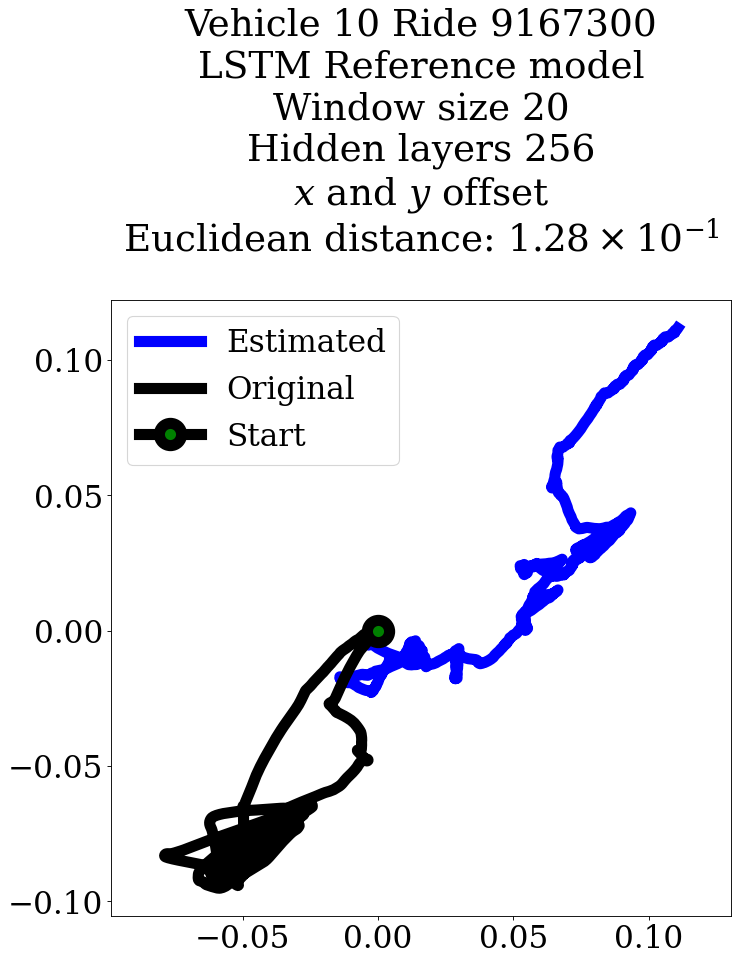 Vehicle 10 Ride 9167300
LSTM Reference model
Window size 20
Hidden layers 256
x and y offset
Euclidean distance: 1.28 × 10⁻¹
Estimated
Original
Start
0.10
0.05
0.00
−0.05
−0.10
−0.05 0.00 0.05 0.10